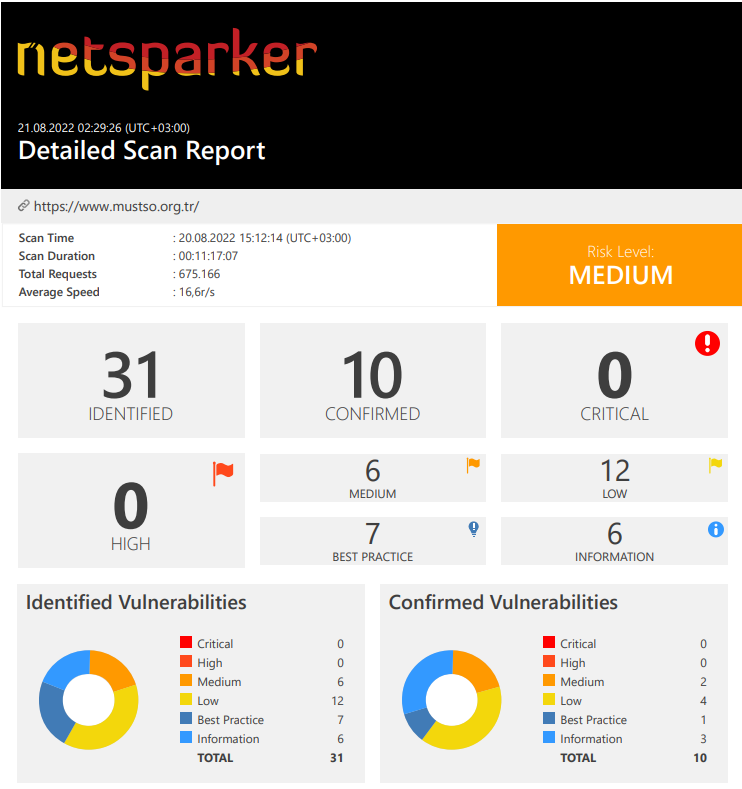 netsparker
21.08.2022 02:29:26 (UTC+03:00)
Detailed Scan Report
https://www.mustso.org.tr/
Scan Time : 20.08.2022 15:12:14 (UTC+03:00)
Scan Duration : 00:11:17:07
Total Requests : 675.166
Average Speed : 16,6r/s
Risk Level:
MEDIUM
31
IDENTIFIED
10
CONFIRMED
0
CRITICAL
0
HIGH
6
MEDIUM
12
LOW
7
BEST PRACTICE
6
INFORMATION
Identified Vulnerabilities
Critical 0
High 0
Medium 6
Low 12
Best Practice 7
Information 6
TOTAL 31
Confirmed Vulnerabilities
Critical 0
High 0
Medium 2
Low 4
Best Practice 1
Information 3
TOTAL 10